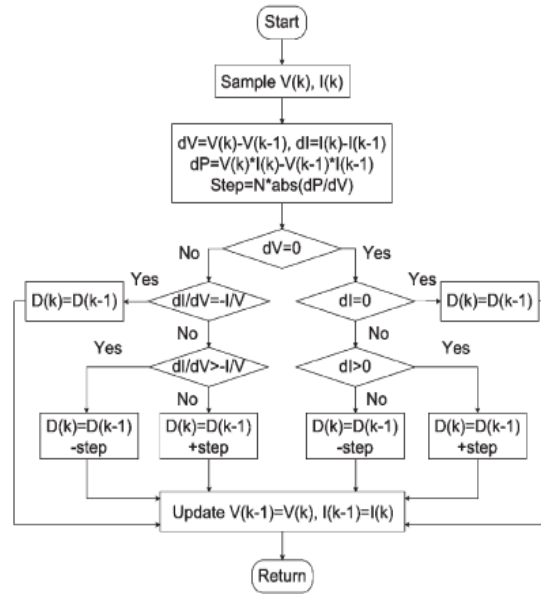 Start
Sample V(k), I(k)
dV=V(k)-V(k-1), dI=I(k)-I(k-1)
dP=V(k)*I(k)-V(k-1)*I(k-1)
Step=N*abs(dP/dV)
dV=0
No
Yes
Yes
dI/dV=-I/V
dI=0
Yes
D(k)=D(k-1)
D(k)=D(k-1)
No
No
Yes
dI/dV>-I/V
dI>0
Yes
No
No
D(k)=D(k-1)
-step
D(k)=D(k-1)
+step
D(k)=D(k-1)
-step
D(k)=D(k-1)
+step
Update V(k-1)=V(k), I(k-1)=I(k)
Return